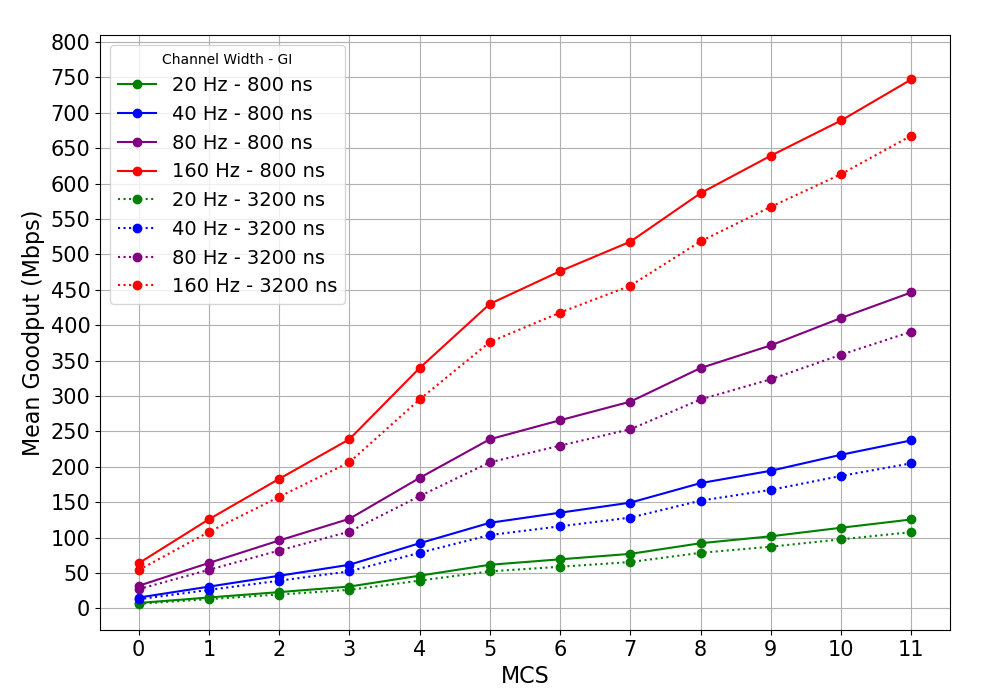 800
750
700
650
600
550
500
450
400
350
300
250
200
150
100
50
0
Mean Goodput (Mbps)
Channel Width - GI
20 Hz - 800 ns
40 Hz - 800 ns
80 Hz - 800 ns
160 Hz - 800 ns
20 Hz - 3200 ns
40 Hz - 3200 ns
80 Hz - 3200 ns
160 Hz - 3200 ns
0 1 2 3 4 5 6 7 8 9 10 11
MCS